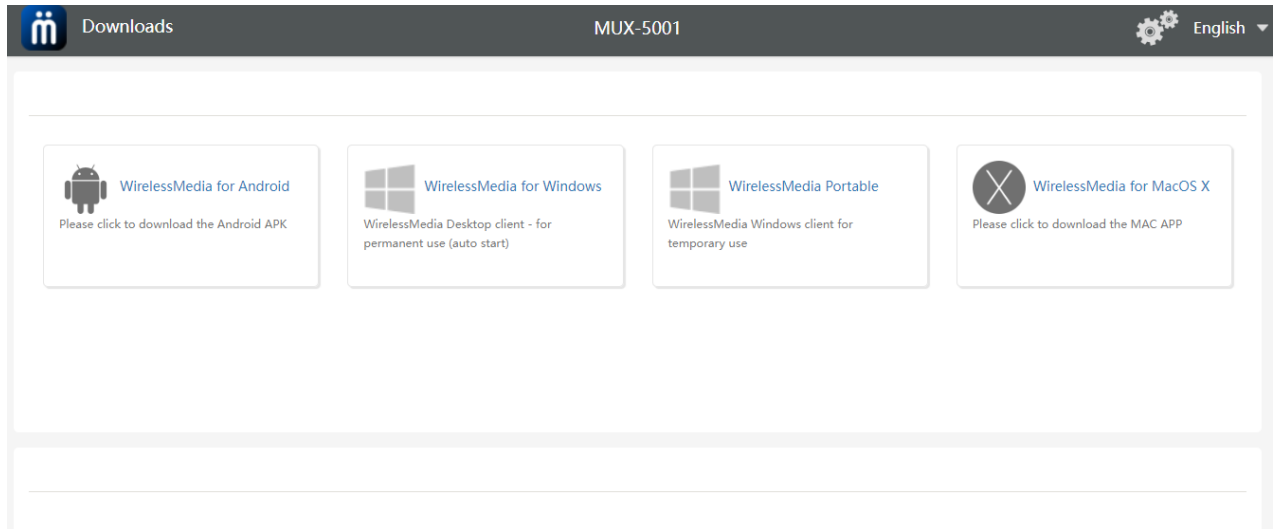 Downloads
MUX-5001
English
WirelessMedia for Android
Please click to download the Android APK
WirelessMedia for Windows
WirelessMedia Desktop client - for
permanent use (auto start)
WirelessMedia Portable
WirelessMedia Windows client for
temporary use
WirelessMedia for MacOS X
Please click to download the MAC APP